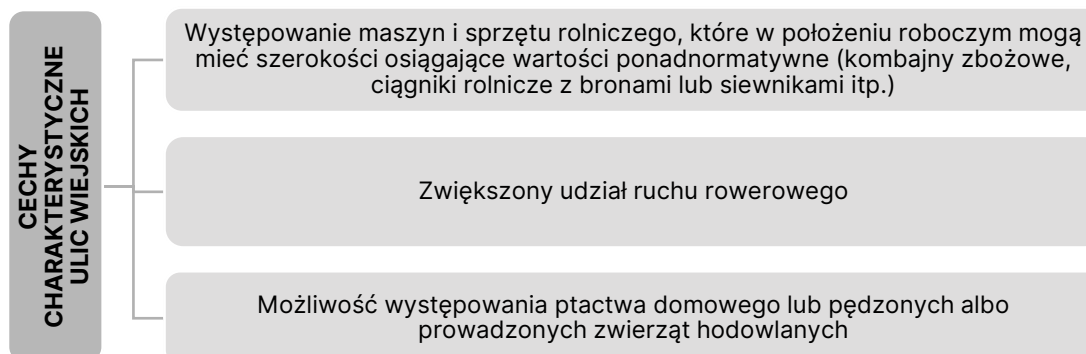 CECHY
CHARAKTERYSTYCZNE
ULIC WIEJSKICH
Występowanie maszyn i sprzętu rolniczego, które w położeniu roboczym mogą
mieć szerokości osiągające wartości ponadnormatywne (kombajny zbożowe,
ciągniki rolnicze z bronami lub siewnikami itp.)
Zwiększony udział ruchu rowerowego
Możliwość występowania ptactwa domowego lub pędzonych albo
prowadzonych zwierząt hodowlanych